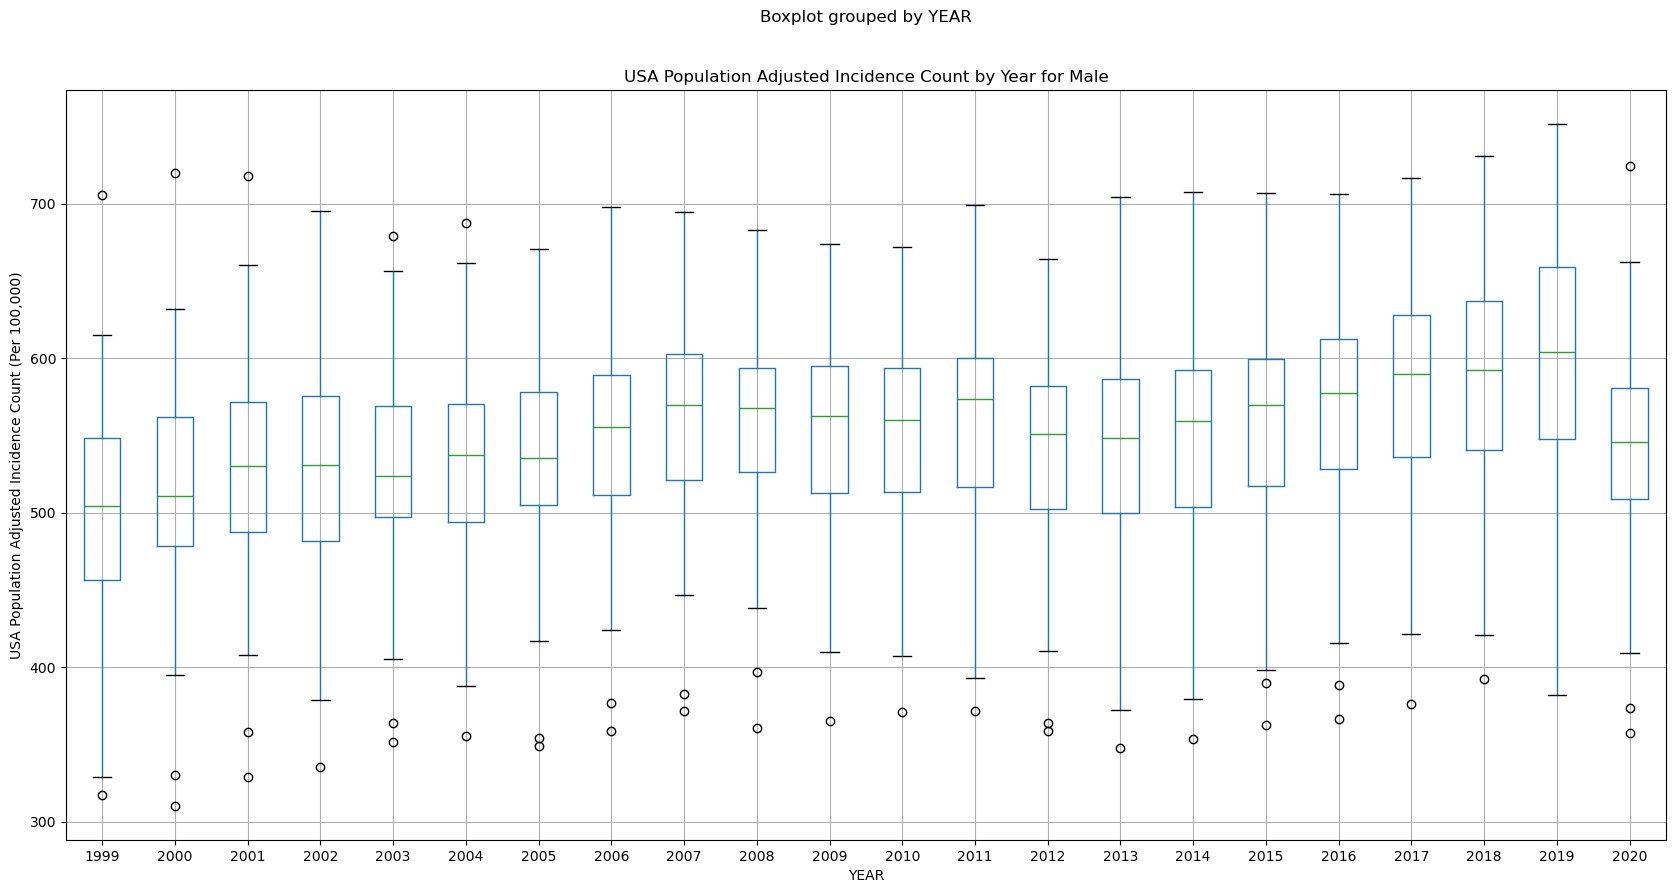 Boxplot grouped by YEAR
USA Population Adjusted Incidence Count by Year for Male
USA Population Adjusted Incidence Count (Per 100,000)
700
600
500
400
300
1999 2000 2001 2002 2003 2004 2005 2006 2007 2008 2009 2010 2011 2012 2013 2014 2015 2016 2017 2018 2019 2020
YEAR